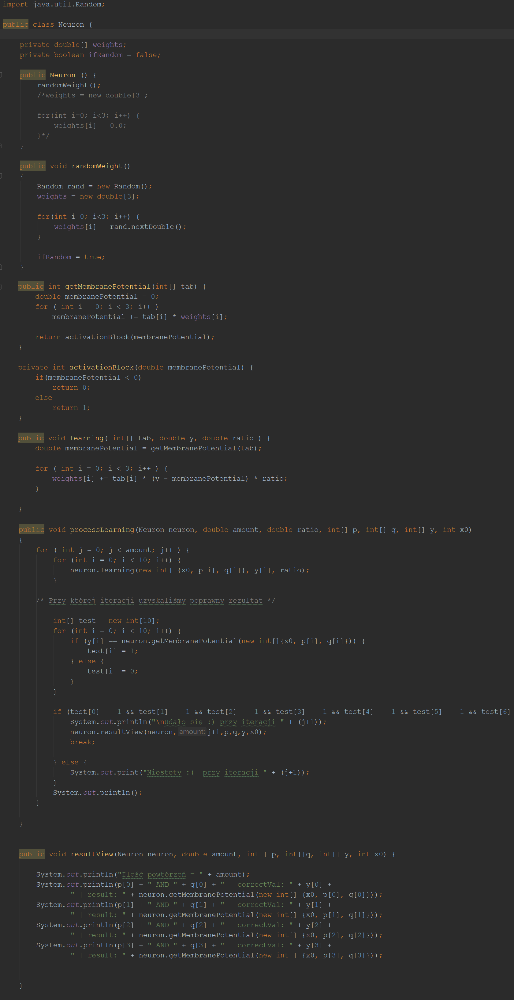 import java.util.Random;
public class Neuron {
private double[] weights;
private boolean ifRandom = false;
public Neuron () {
randomWeight();
/*weights = new double[3];
for(int i=0; i<3; i++) {
weights[i] = 0.0;
}*/
}
public void randomWeight()
{
Random rand = new Random();
weights = new double[3];
for(int i=0; i<3; i++) {
weights[i] = rand.nextDouble();
}
ifRandom = true;
}
public int getMembranePotential(int[] tab) {
double membranePotential = 0;
for ( int i = 0; i < 3; i++ )
membranePotential += tab[i] * weights[i];
return activationBlock(membranePotential);
}
private int activationBlock(double membranePotential) {
if(membranePotential < 0)
return 0;
else
return 1;
}
public void learning( int[] tab, double y, double ratio ) {
double membranePotential = getMembranePotential(tab);
for ( int i = 0; i < 3; i++ ) {
weights[i] += tab[i] * (y - membranePotential) * ratio;
}
}
public void processLearning(Neuron neuron, double amount, double ratio, int[] p, int[] q, int[] y, int x0)
{
for ( int j = 0; j < amount; j++ ) {
for (int i = 0; i < 10; i++) {
neuron.learning(new int[]{x0, p[i], q[i]}, y[i], ratio);
}
/* Przy której iteracji uzyskaliśmy poprawny rezultat */
int[] test = new int[10];
for (int i = 0; i < 10; i++) {
if (y[i] == neuron.getMembranePotential(new int[]{x0, p[i], q[i]})) {
test[i] = 1;
} else {
test[i] = 0;
}
}
if (test[0] == 1 && test[1] == 1 && test[2] == 1 && test[3] == 1 && test[4] == 1 && test[5] == 1 && test[6]
System.out.println("\nUdało się :) przy iteracji " + (j+1));
neuron.resultView(neuron, amount: j+1,p,q,y,x0);
break;
} else {
System.out.print("Niestety :(  przy iteracji " + (j+1));
}
System.out.println();
}
}
public void resultView(Neuron neuron, double amount, int[] p, int[]q, int[] y, int x0) {
System.out.println("Ilość powtórzeń = " + amount);
System.out.println(p[0] + " AND " + q[0] + " | correctVal: " + y[0] +
" | result: " + neuron.getMembranePotential(new int[] {x0, p[0], q[0]}));
System.out.println(p[1] + " AND " + q[1] + " | correctVal: " + y[1] +
" | result: " + neuron.getMembranePotential(new int[] {x0, p[1], q[1]}));
System.out.println(p[2] + " AND " + q[2] + " | correctVal: " + y[2] +
" | result: " + neuron.getMembranePotential(new int[] {x0, p[2], q[2]}));
System.out.println(p[3] + " AND " + q[3] + " | correctVal: " + y[3] +
" | result: " + neuron.getMembranePotential(new int[] {x0, p[3], q[3]}));
}